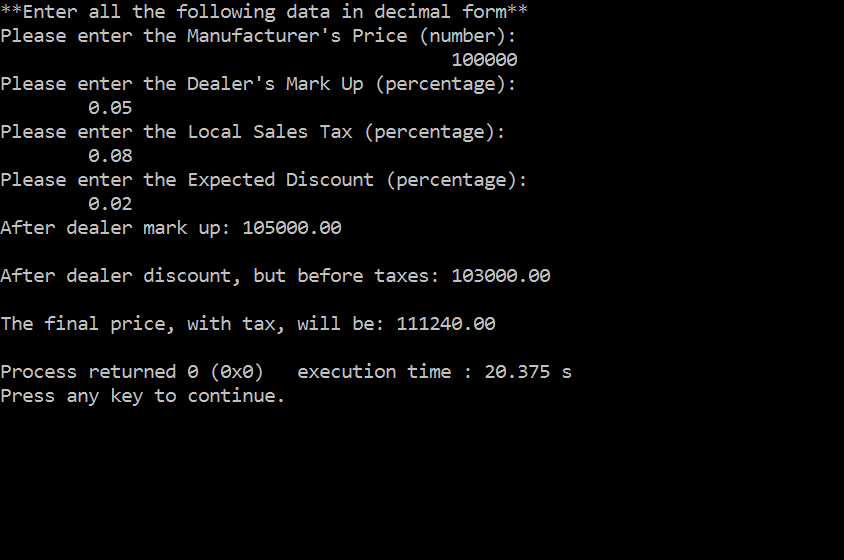 **Enter all the following data in decimal form**
Please enter the Manufacturer's Price (number):
100000
Please enter the Dealer's Mark Up (percentage):
0.05
Please enter the Local Sales Tax (percentage):
0.08
Please enter the Expected Discount (percentage):
0.02
After dealer mark up: 105000.00
After dealer discount, but before taxes: 103000.00
The final price, with tax, will be: 111240.00
Process returned 0 (0x0)   execution time : 20.375 s
Press any key to continue.